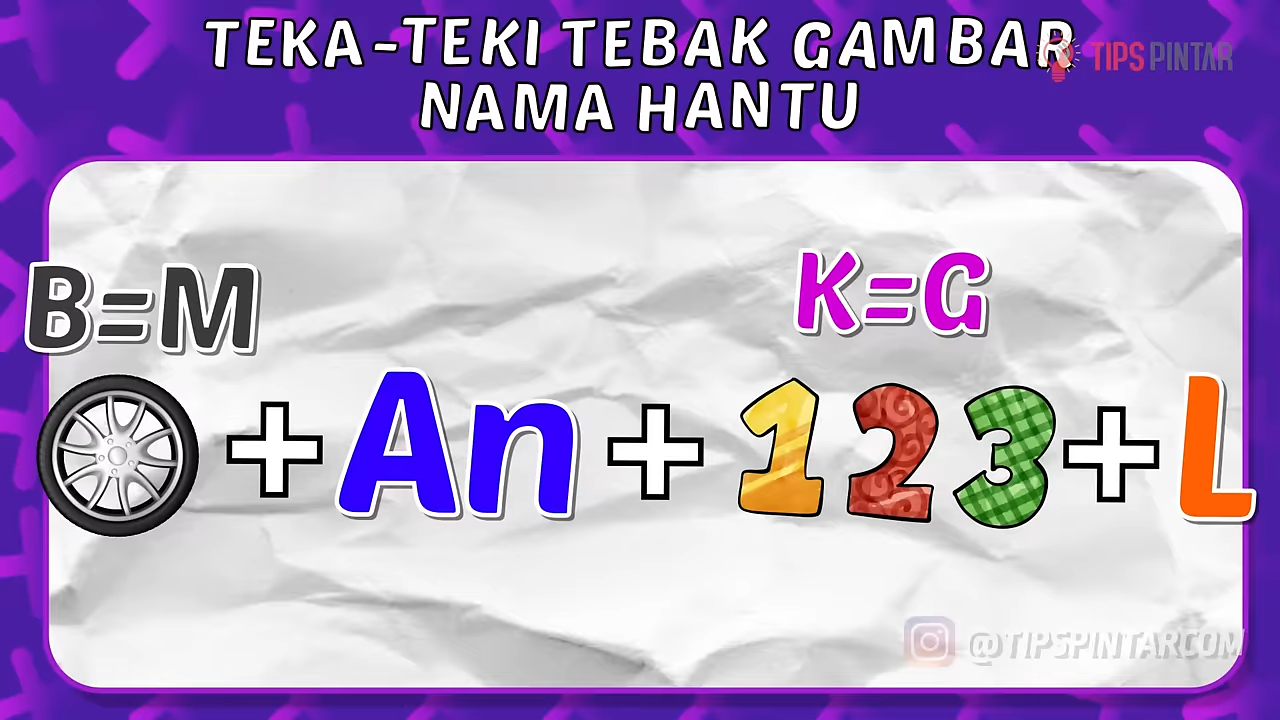 TEKA-TEKI TEBAK GAMBAR
TIPS PINTAR
NAMA HANTU
B=M
K=G
+ An + 123 + L
@TIPSPINTARCOM